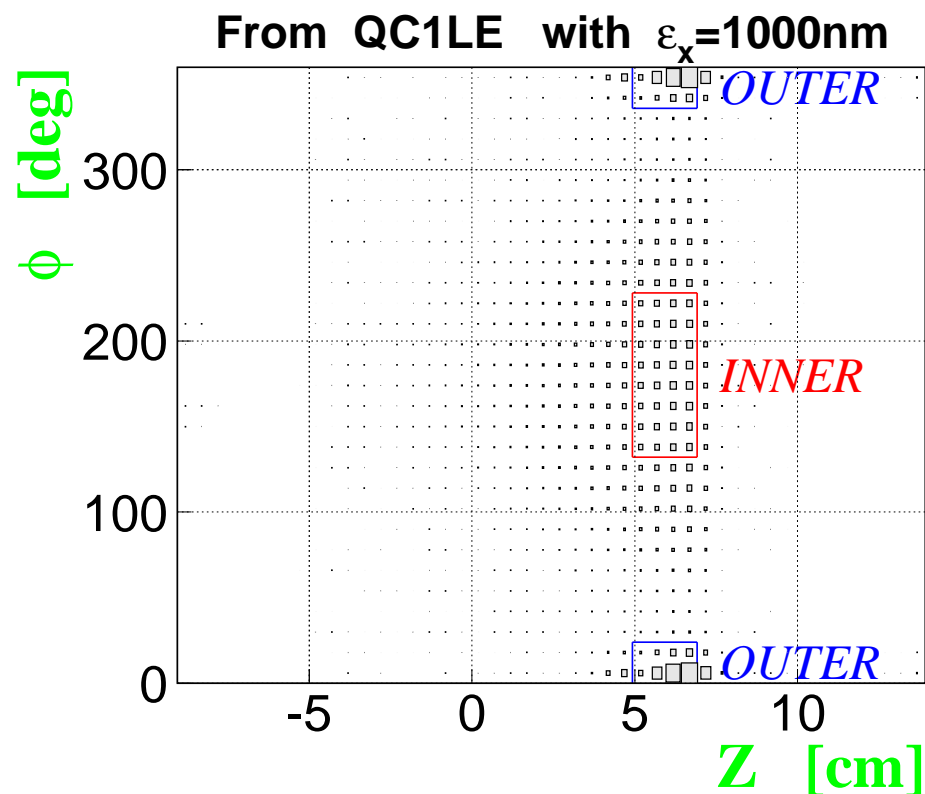 From QC1LE with εx=1000nm
φ [deg]
300
200
100
0
OUTER
INNER
OUTER
-5 0 5 10
Z [cm]